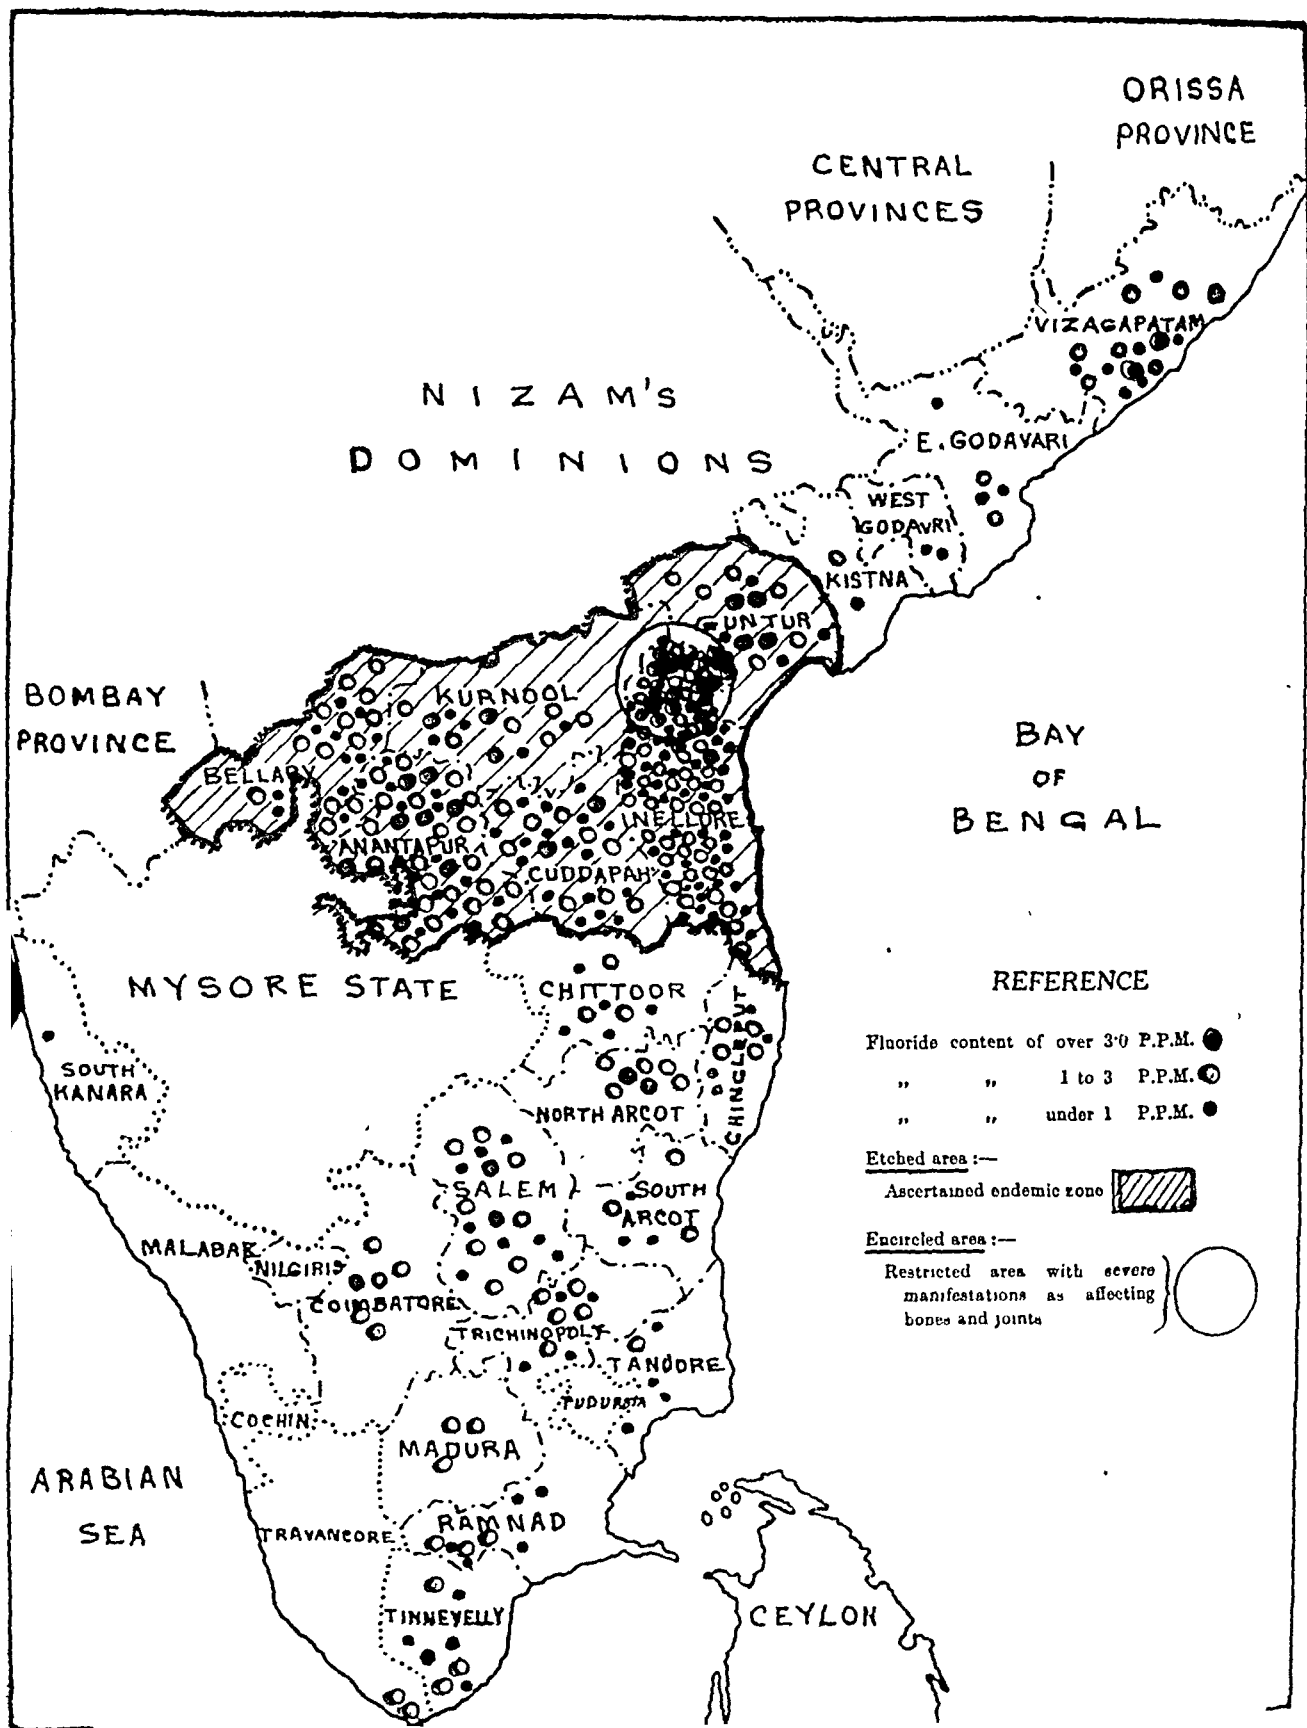 ORISSA
PROVINCE
CENTRAL
PROVINCES
VIZAGAPATAM
NIZAM's
DOMINIONS
E. GODAVARI
WEST
GODAVRI
KISTNA
GUNTUR
BOMBAY
PROVINCE
KURNOOL
BELLARY
BAY
OF
BENGAL
NELLORE
ANANTAPUR
CUDDAPAH
MYSORE STATE
CHITTOOR
CHINGLEPUT
SOUTH
KANARA
NORTH ARCOT
SALEM
SOUTH
ARCOT
MALABAR
NILGIRIS
COIMBATORE
TRICHINOPOLY
TANJORE
COCHIN
MADURA
ARABIAN
SEA
RAMNAD
TRAVANCORE
TINNEVELLY
CEYLON
REFERENCE
Fluoride content of over 3·0 P.P.M.
„ „ 1 to 3 P.P.M.
„ „ under 1 P.P.M.
Etched area :—
Ascertained endemic zone
Encircled area :—
Restricted area with severe
manifestations as affecting
bones and joints